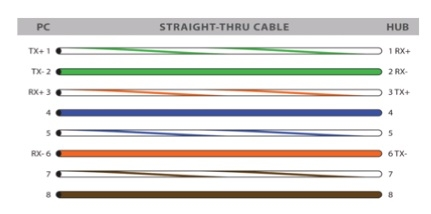 PC STRAIGHT-THRU CABLE HUB
TX+ 1 1 RX+
TX- 2 2 RX-
RX+ 3 3 TX+
4 4
5 5
RX- 6 6 TX-
7 7
8 8